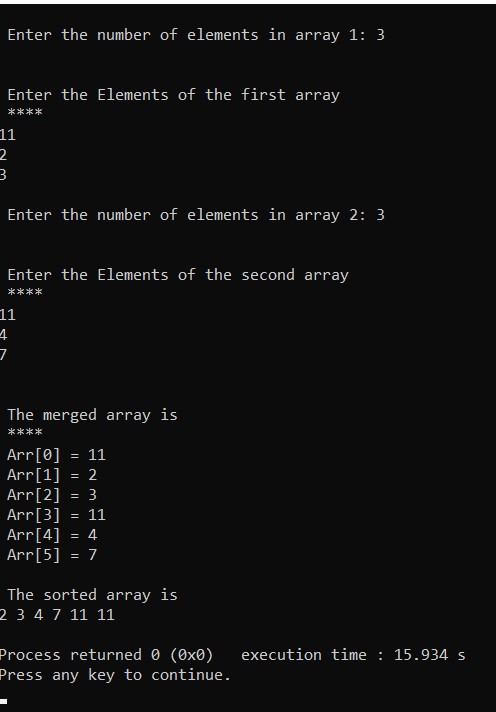 Enter the number of elements in array 1: 3
Enter the Elements of the first array
****
11
2
3
Enter the number of elements in array 2: 3
Enter the Elements of the second array
****
11
4
7
The merged array is
****
Arr[0] = 11
Arr[1] = 2
Arr[2] = 3
Arr[3] = 11
Arr[4] = 4
Arr[5] = 7
The sorted array is
2 3 4 7 11 11
Process returned 0 (0x0)   execution time : 15.934 s
Press any key to continue.